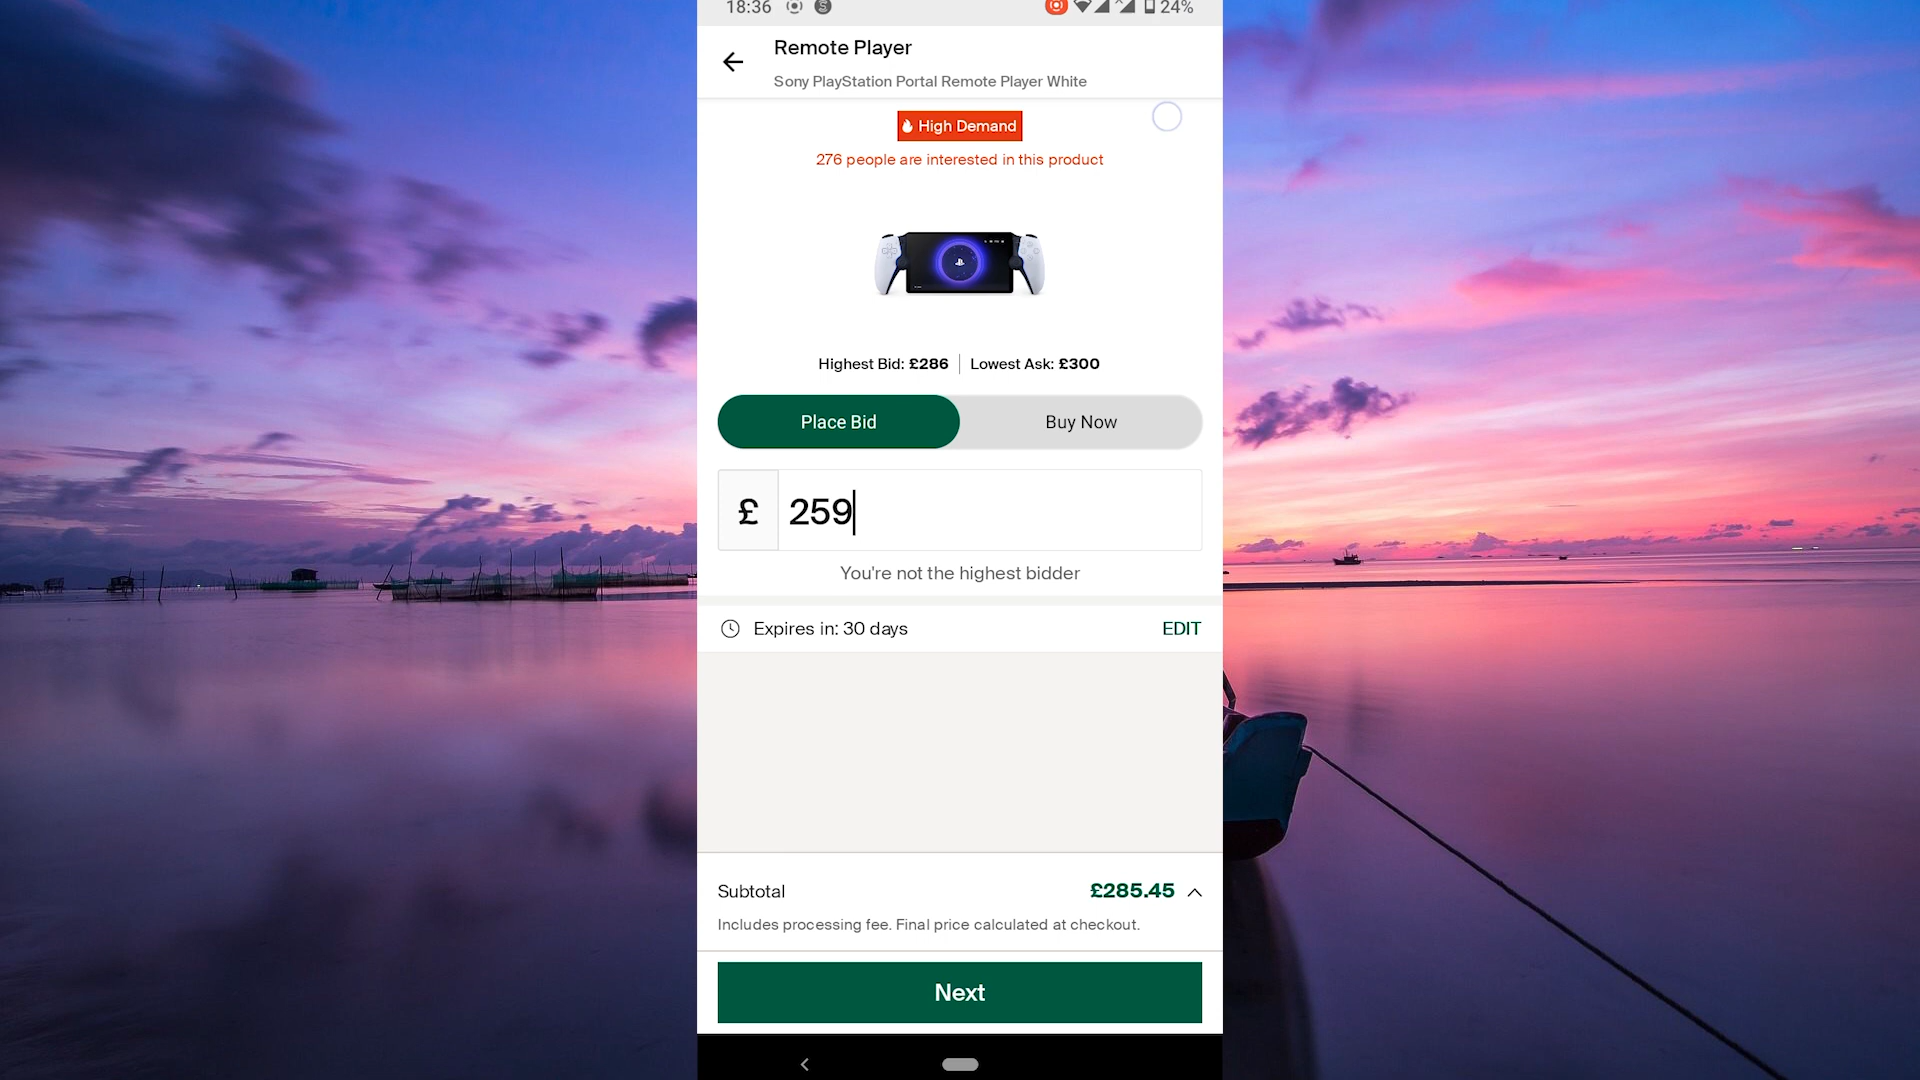 18:36
24%
Remote Player
Sony PlayStation Portal Remote Player White
High Demand
276 people are interested in this product
Highest Bid: £286 | Lowest Ask: £300
Place Bid
Buy Now
£ 259
You're not the highest bidder
Expires in: 30 days
EDIT
Subtotal
£285.45
Includes processing fee. Final price calculated at checkout.
Next